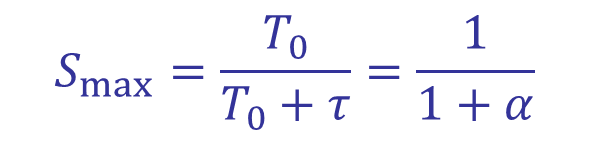 S_max = T_0 / (T_0 + τ) = 1 / (1 + α)